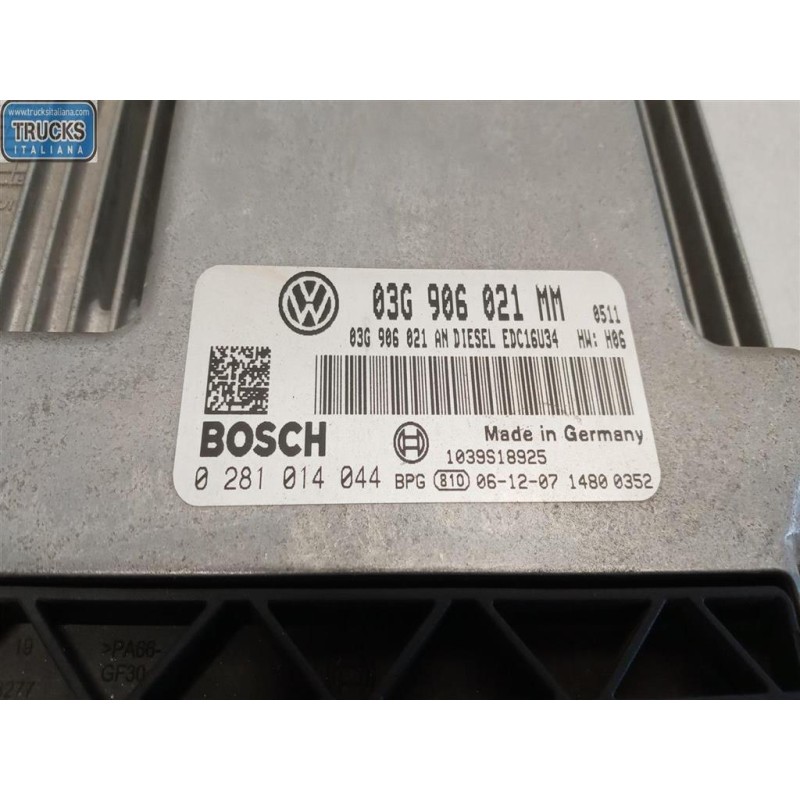 www.trucksitaliana.com
TRUCKS
ITALIANA
03G 906 021 MM 0511
03G 906 021 AN DIESEL EDC16U34 HW: H06
BOSCH
Made in Germany
1039S18925
0 281 014 044 BPG 810 06-12-07 1480 0352
10 >PA66-
GF30